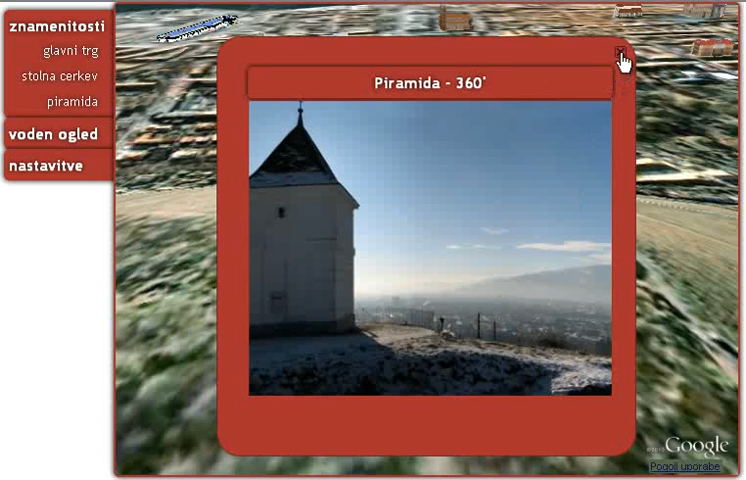 znamenitosti
glavni trg
stolna cerkev
piramida
voden ogled
nastavitve
Piramida - 360°
Google
Pogoji uporabe